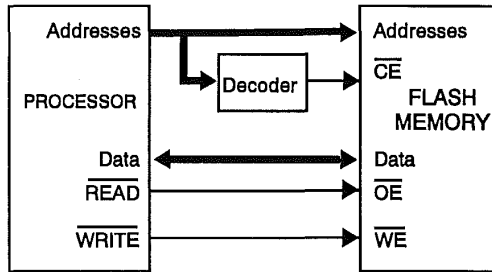 Addresses
PROCESSOR
Data
READ
WRITE
Decoder
Addresses
CE
FLASH
MEMORY
Data
OE
WE